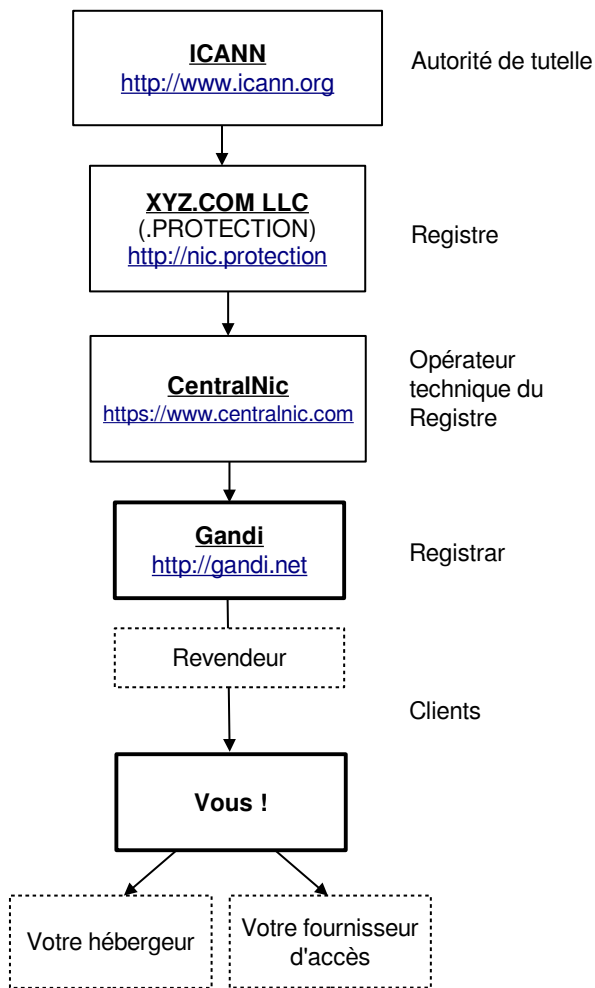 ICANN
http://www.icann.org
Autorité de tutelle
XYZ.COM LLC
(.PROTECTION)
http://nic.protection
Registre
CentralNic
https://www.centralnic.com
Opérateur
technique du
Registre
Gandi
http://gandi.net
Registrar
Revendeur
Clients
Vous !
Votre hébergeur
Votre fournisseur
d'accès